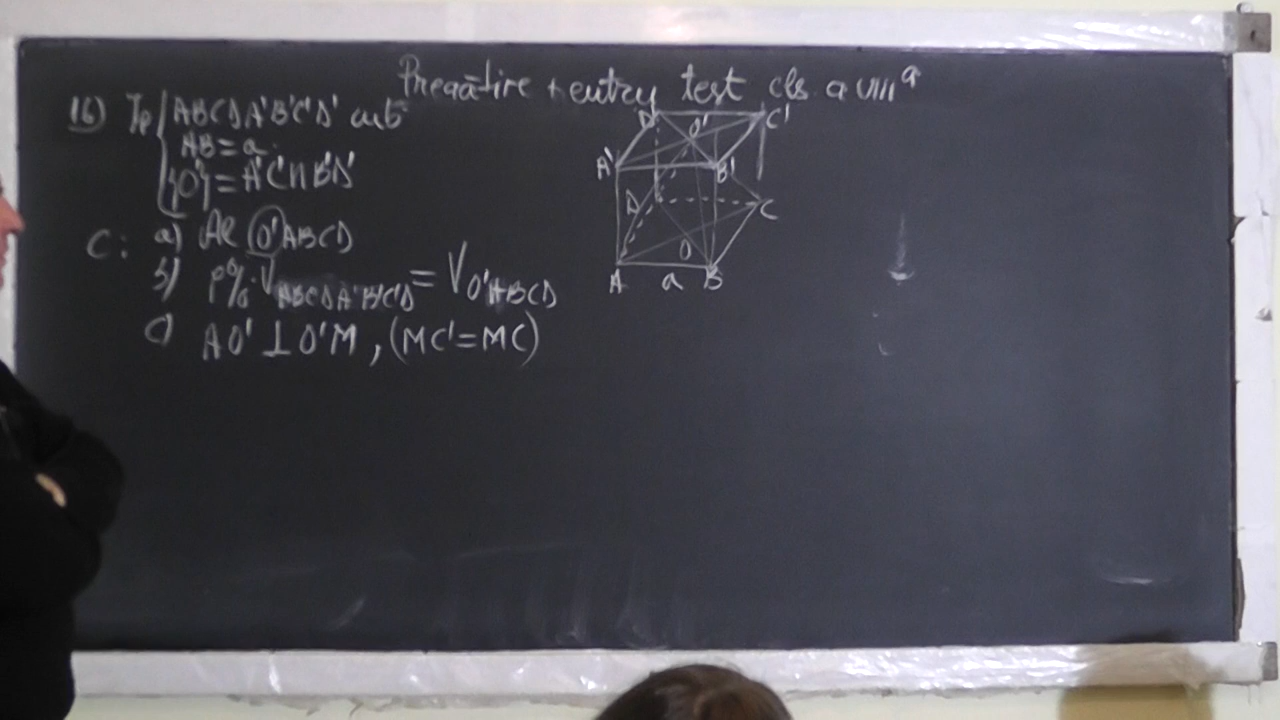 Pregătire + entry test cls. a VIII a
16) Ip { ABCDA'B'C'D' cub
AB = a
{O'} = A'C' ∩ B'D'
C: a) Al O'ABCD
b) p% · V ABCDA'B'C'D' = V O'ABCD
c) AO' ⊥ O'M, (MC' = MC)
D' O' C'
A' B'
D C
O
A a B